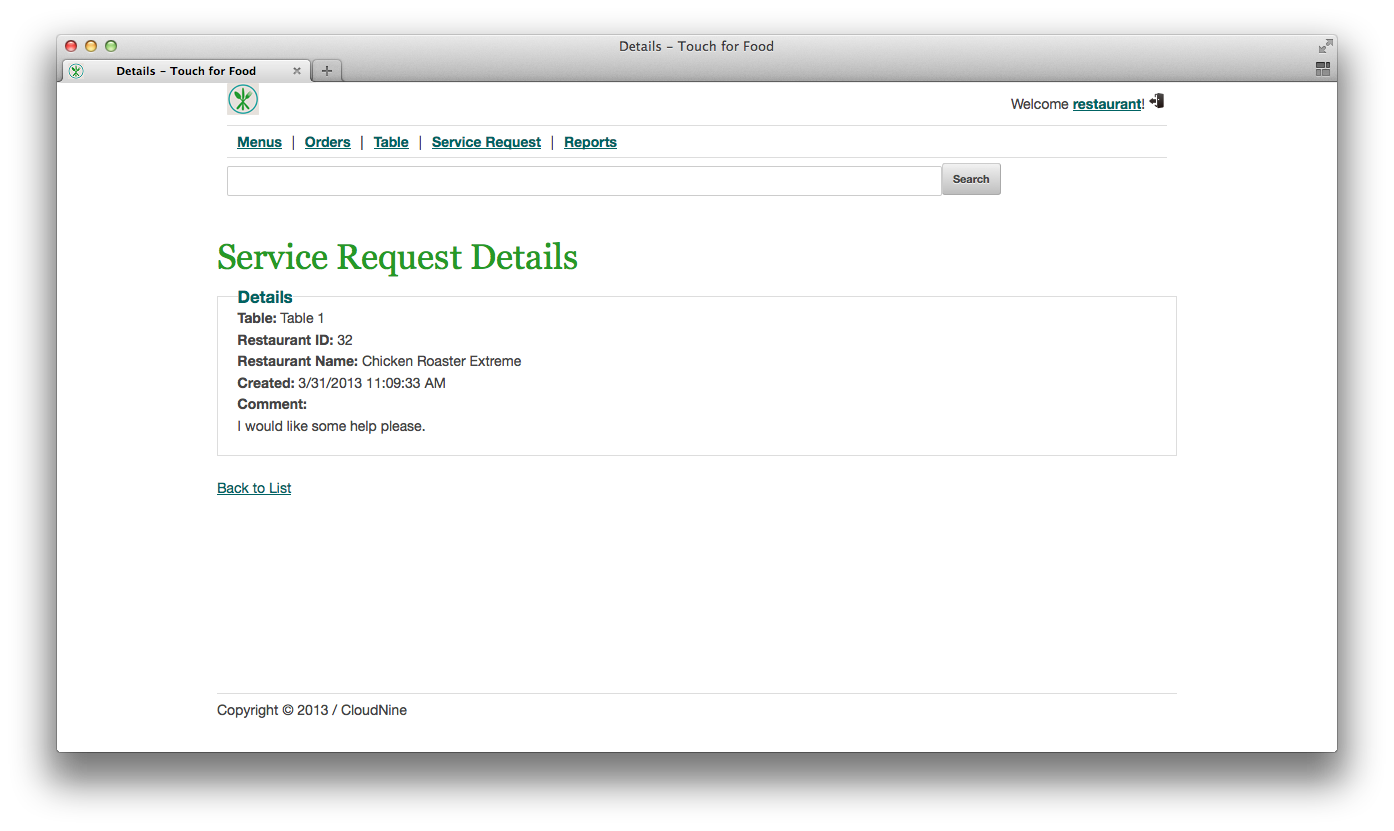 Details – Touch for Food
Details – Touch for Food
Welcome restaurant!
Menus | Orders | Table | Service Request | Reports
Search
Service Request Details
Details
Table: Table 1
Restaurant ID: 32
Restaurant Name: Chicken Roaster Extreme
Created: 3/31/2013 11:09:33 AM
Comment:
I would like some help please.
Back to List
Copyright © 2013 / CloudNine